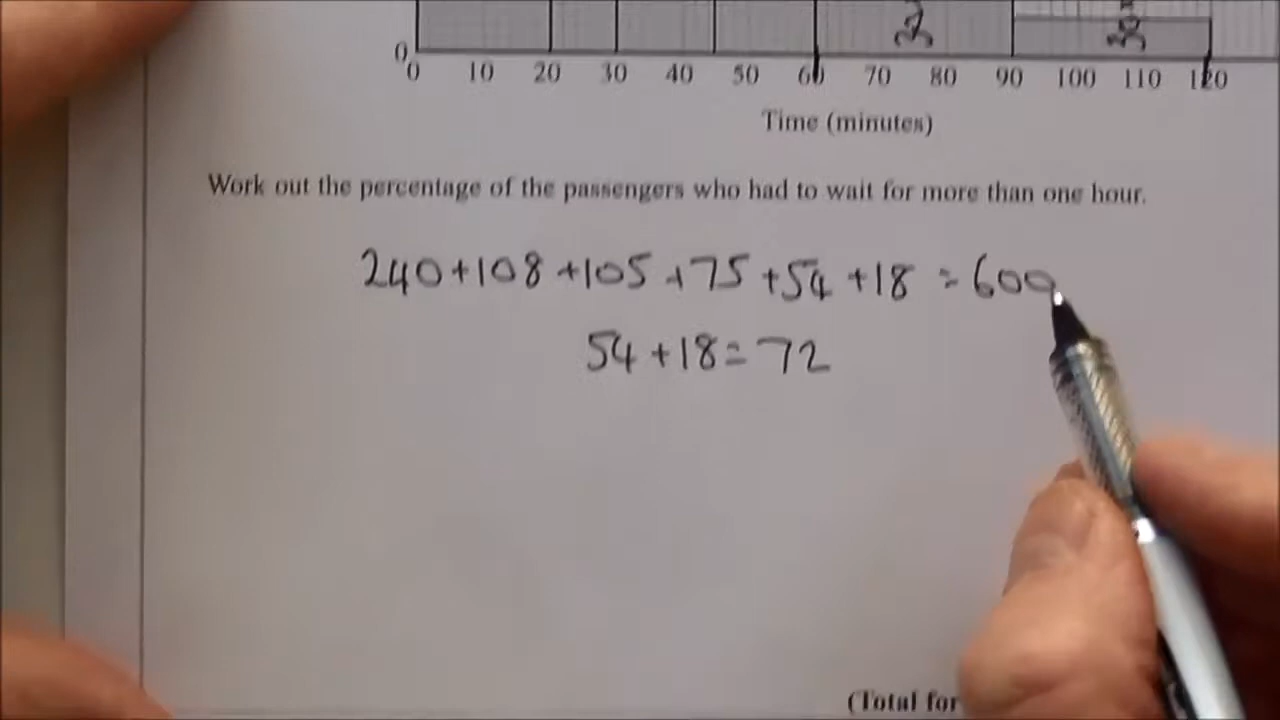 0
0 10 20 30 40 50 60 70 80 90 100 110 120
Time (minutes)
Work out the percentage of the passengers who had to wait for more than one hour.
240+108+105+75+54+18=600
54+18=72
(Total for